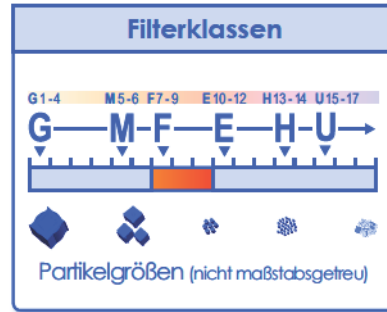 Filterklassen
G1-4 M5-6 F7-9 E10-12 H13-14 U15-17
G M F E H U
Partikelgrößen (nicht maßstabsgetreu)